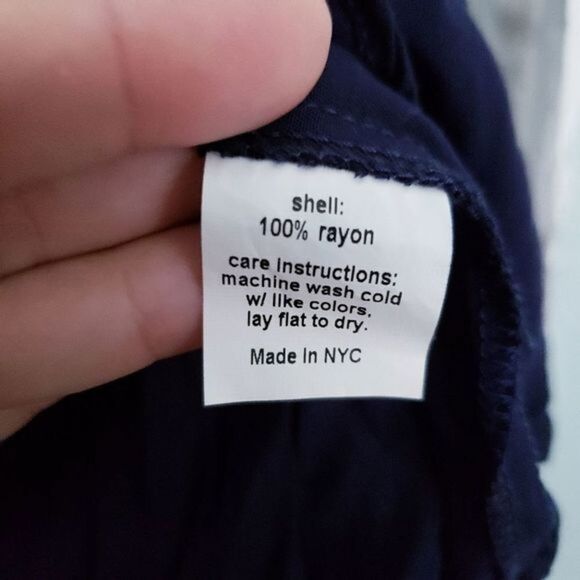 shell:
100% rayon
care instructions:
machine wash cold
w/ like colors,
lay flat to dry.
Made in NYC